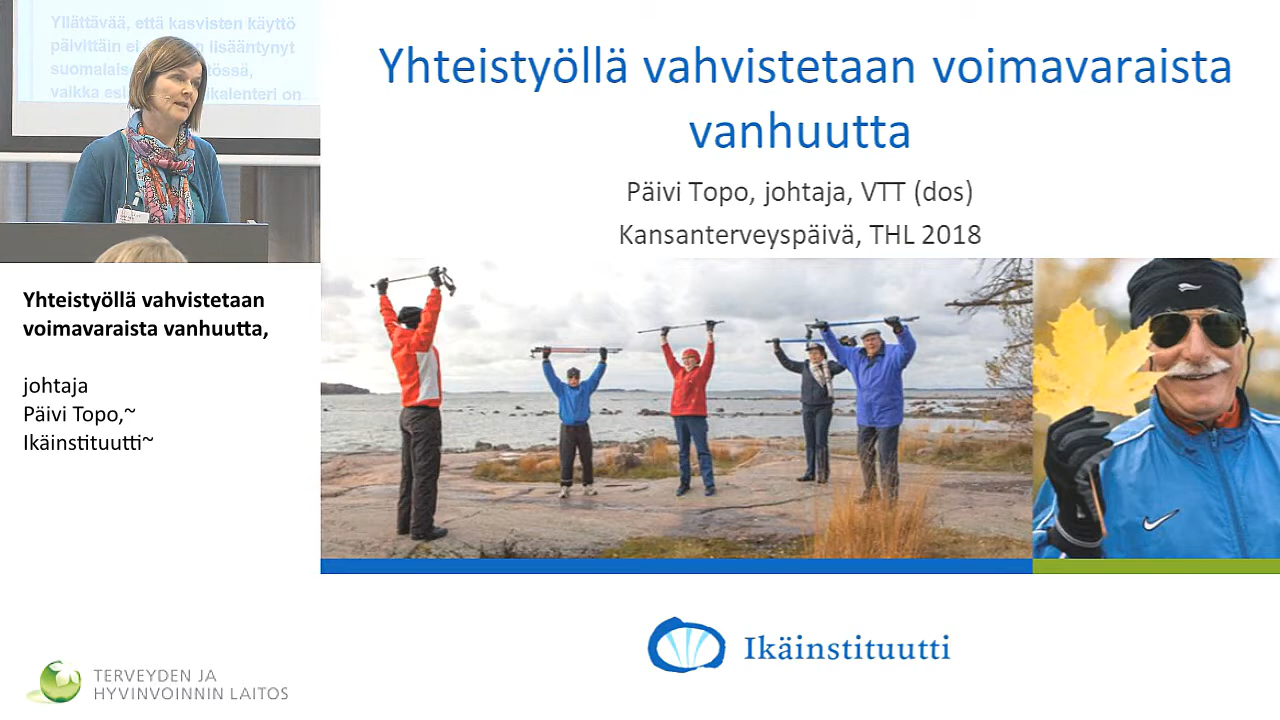 Yllättävää, että kasvisten käyttö
päivittäin ei lisääntynyt
vaikka kalenteri on
Yhteistyöllä vahvistetaan
voimavaraista vanhuutta,
johtaja
Päivi Topo,~
Ikäinstituutti~
TERVEYDEN JA
HYVINVOINNIN LAITOS
Yhteistyöllä vahvistetaan voimavaraista
vanhuutta
Päivi Topo, johtaja, VTT (dos)
Kansanterveyspäivä, THL 2018
Ikäinstituutti